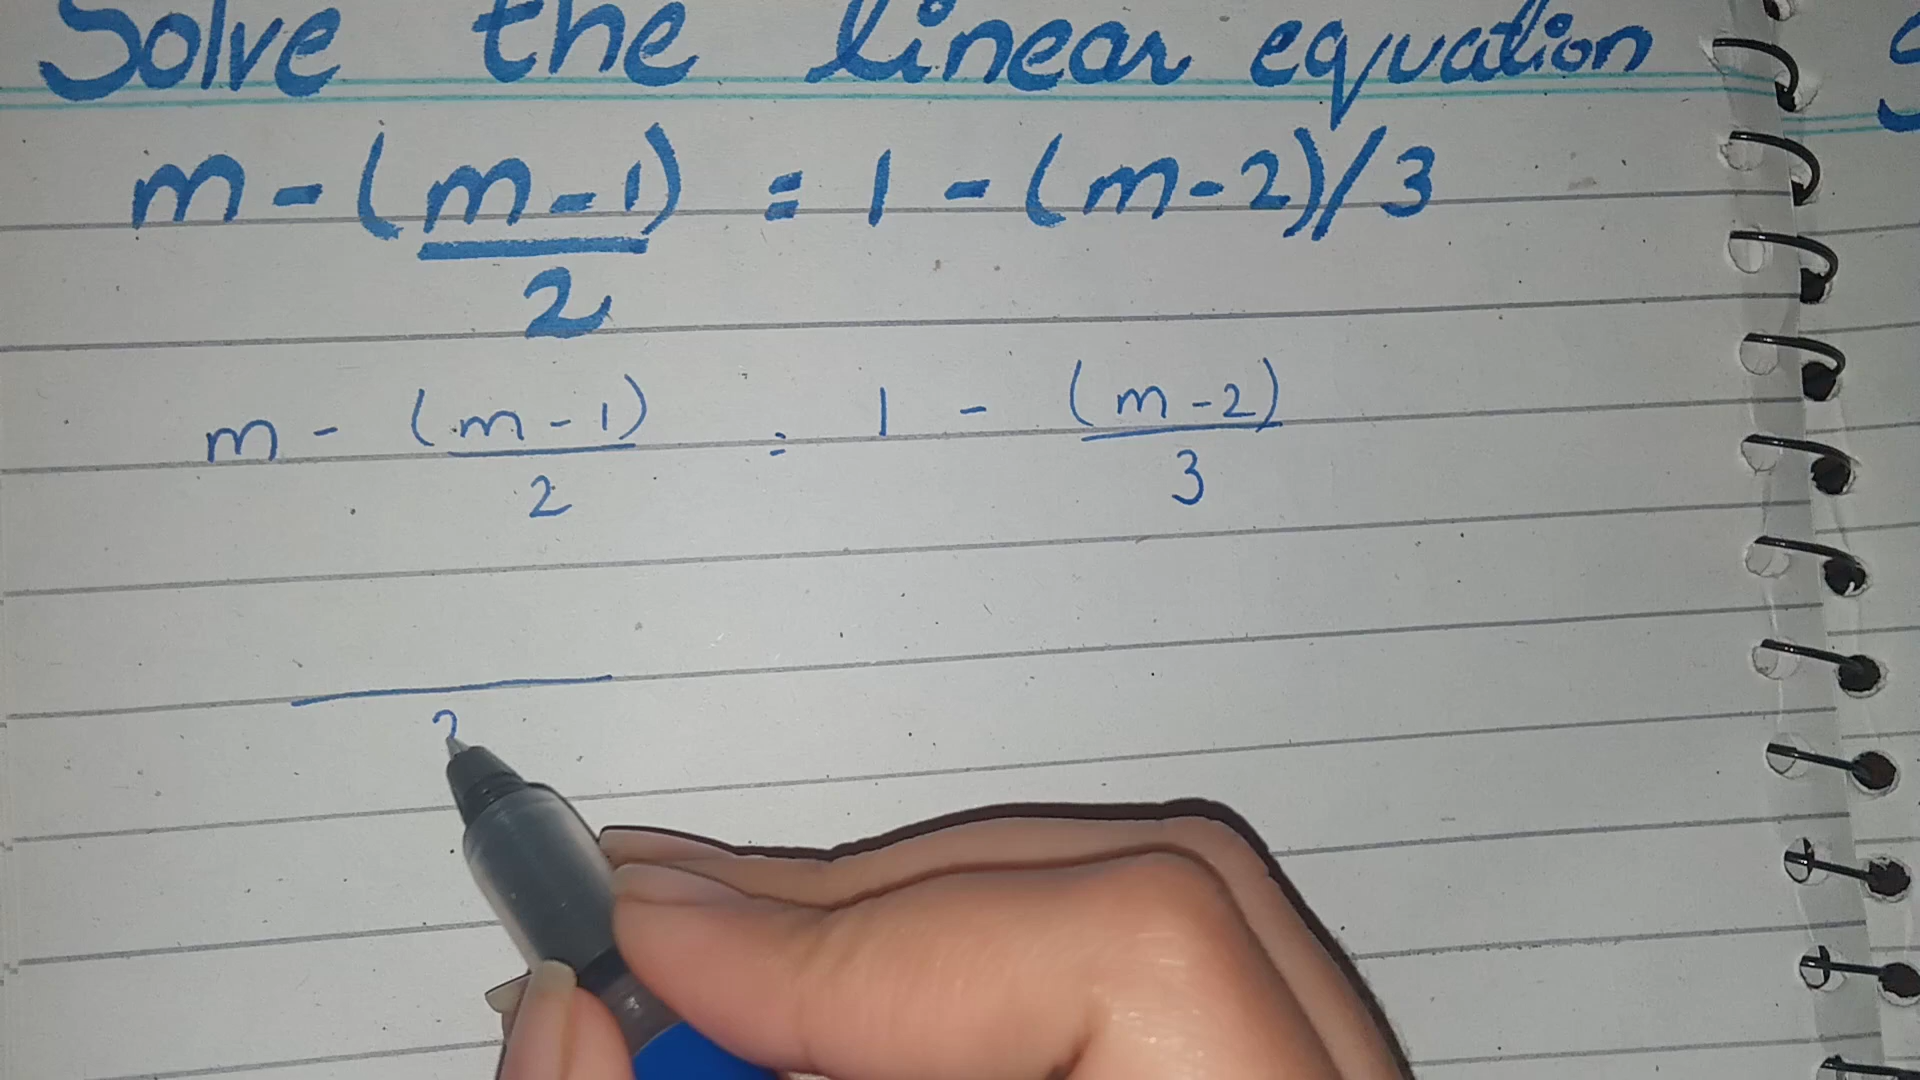 Solve the linear equation
m - (m-1)/2 = 1 - (m-2)/3
m - (m-1)/2 = 1 - (m-2)/3